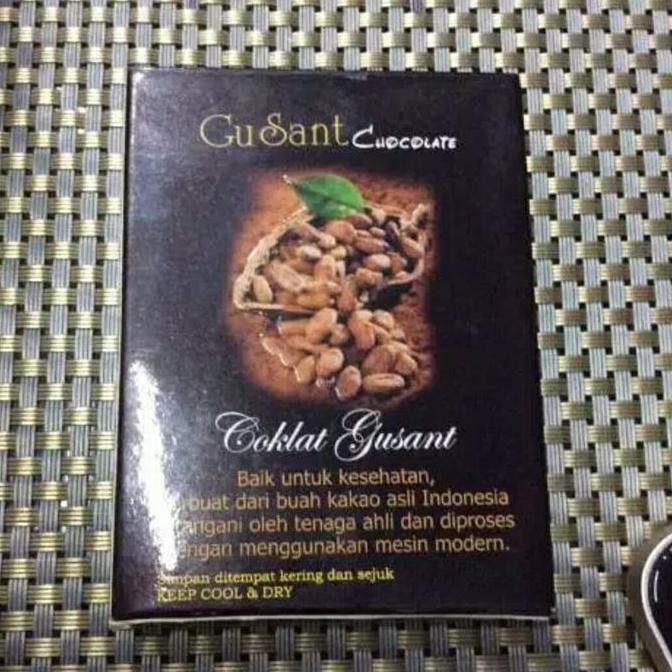 GuSant CHOCOLATE
Coklat Gusant
Baik untuk kesehatan,
dari buah kakao asli Indonesia
oleh tenaga ahli dan diproses
menggunakan mesin modern.
Simpan ditempat kering dan sejuk
KEEP COOL & DRY